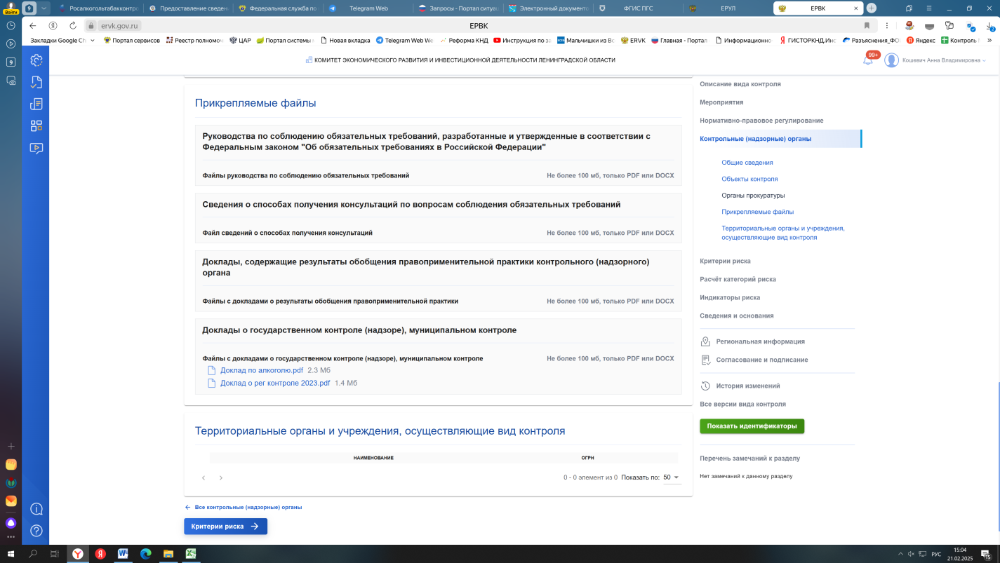 Войти
9
Росалкогольтабакконтро
Предоставление сведен
Федеральная служба по
Telegram Web
Запросы - Портал ситуац
Электронный документо
ФГИС ПГС
ЕРУЛ
ЕРВК
ervk.gov.ru
ЕРВК
2
Закладки Google Ch
Портал сервисов
Реестр полномоч
ЦАР
Портал системы
Новая вкладка
Telegram Web We
Реформа КНД
Инструкция по за
Мальчишки из Во
ERVK
Главная - Портал
Информационно
ГИСТОРКНД.Инс
Разъяснения_ФО
Яндекс
Контроль
9
КОМИТЕТ ЭКОНОМИЧЕСКОГО РАЗВИТИЯ И ИНВЕСТИЦИОННОЙ ДЕЯТЕЛЬНОСТИ ЛЕНИНГРАДСКОЙ ОБЛАСТИ
99+
Кошевич Анна Владимировна
Прикрепляемые файлы
Руководства по соблюдению обязательных требований, разработанные и утвержденные в соответствии с
Федеральным законом "Об обязательных требованиях в Российской Федерации"
Файлы руководства по соблюдению обязательных требований
Не более 100 мб, только PDF или DOCX
Сведения о способах получения консультаций по вопросам соблюдения обязательных требований
Файл сведений о способах получения консультаций
Не более 100 мб, только PDF или DOCX
Доклады, содержащие результаты обобщения правоприменительной практики контрольного (надзорного)
органа
Файлы с докладами о результаты обобщения правоприменительной практики
Не более 100 мб, только PDF или DOCX
Доклады о государственном контроле (надзоре), муниципальном контроле
Файлы с докладами о государственном контроле (надзоре), муниципальном контроле
Не более 100 мб, только PDF или DOCX
Доклад по алкоголю.pdf 2.3 Мб
Доклад о рег контроле 2023.pdf 1.4 Мб
Территориальные органы и учреждения, осуществляющие вид контроля
НАИМЕНОВАНИЕ
ОГРН
0 - 0 элемент из 0 Показать по: 50
Все контрольные (надзорные) органы
Критерии риска
Описание вида контроля
Мероприятия
Нормативно-правовое регулирование
Контрольные (надзорные) органы
Общие сведения
Объекты контроля
Органы прокуратуры
Прикрепляемые файлы
Территориальные органы и учреждения,
осуществляющие вид контроля
Критерии риска
Расчёт категорий риска
Индикаторы риска
Сведения и основания
Региональная информация
Согласование и подписание
История изменений
Все версии вида контроля
Показать идентификаторы
Перечень замечаний к разделу
Нет замечаний к данному разделу
РУС
15:04
21.02.2025
15